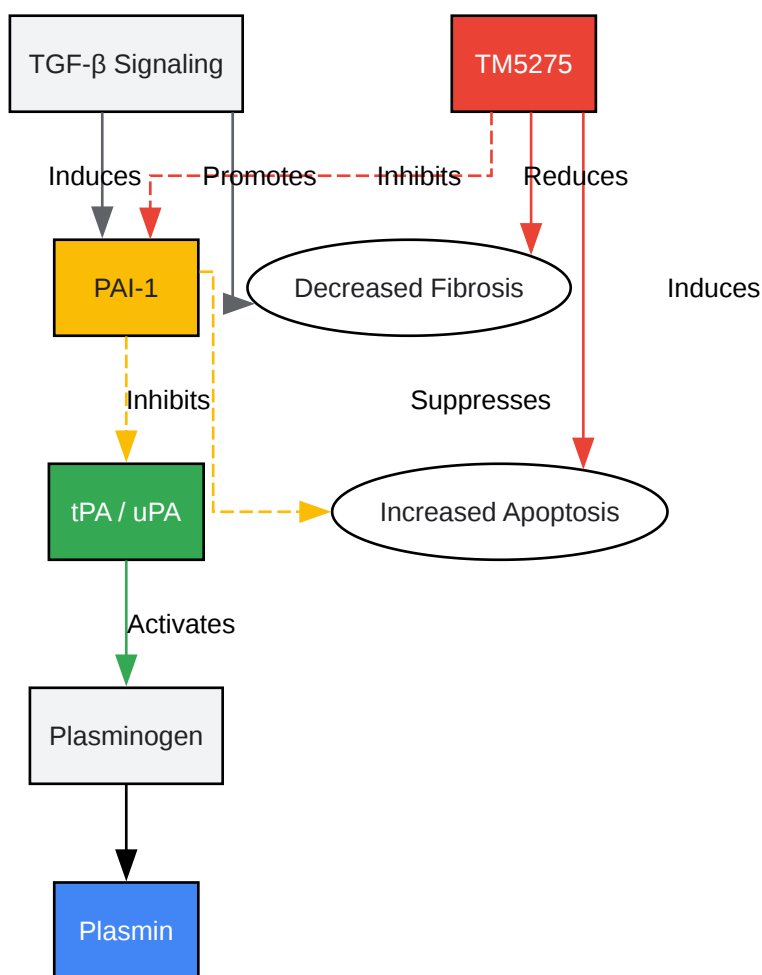 TGF-β Signaling
TM5275
Induces
Promotes
Inhibits
Reduces
PAI-1
Decreased Fibrosis
Induces
Inhibits
Suppresses
tPA / uPA
Increased Apoptosis
Activates
Plasminogen
Plasmin